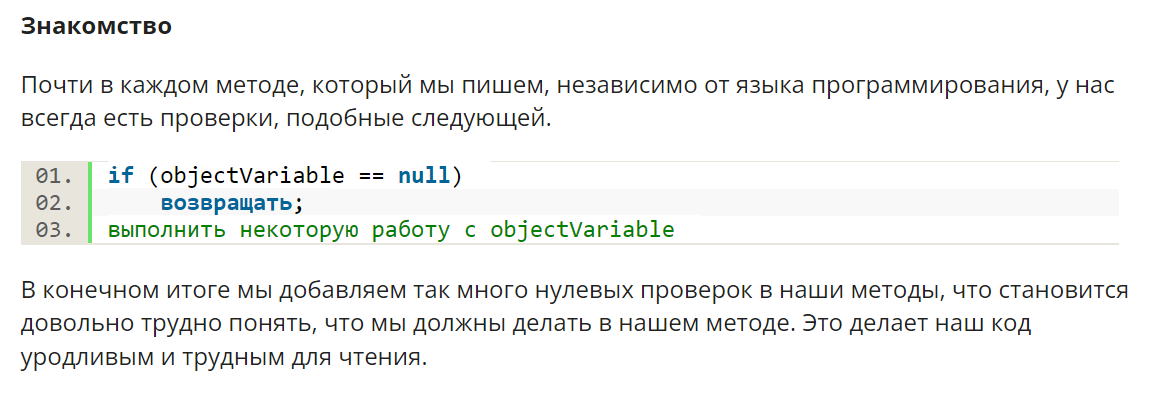 Знакомство
Почти в каждом методе, который мы пишем, независимо от языка программирования, у нас
всегда есть проверки, подобные следующей.
01. if (objectVariable == null)
02. возвращать;
03. выполнить некоторую работу с objectVariable
В конечном итоге мы добавляем так много нулевых проверок в наши методы, что становится
довольно трудно понять, что мы должны делать в нашем методе. Это делает наш код
уродливым и трудным для чтения.